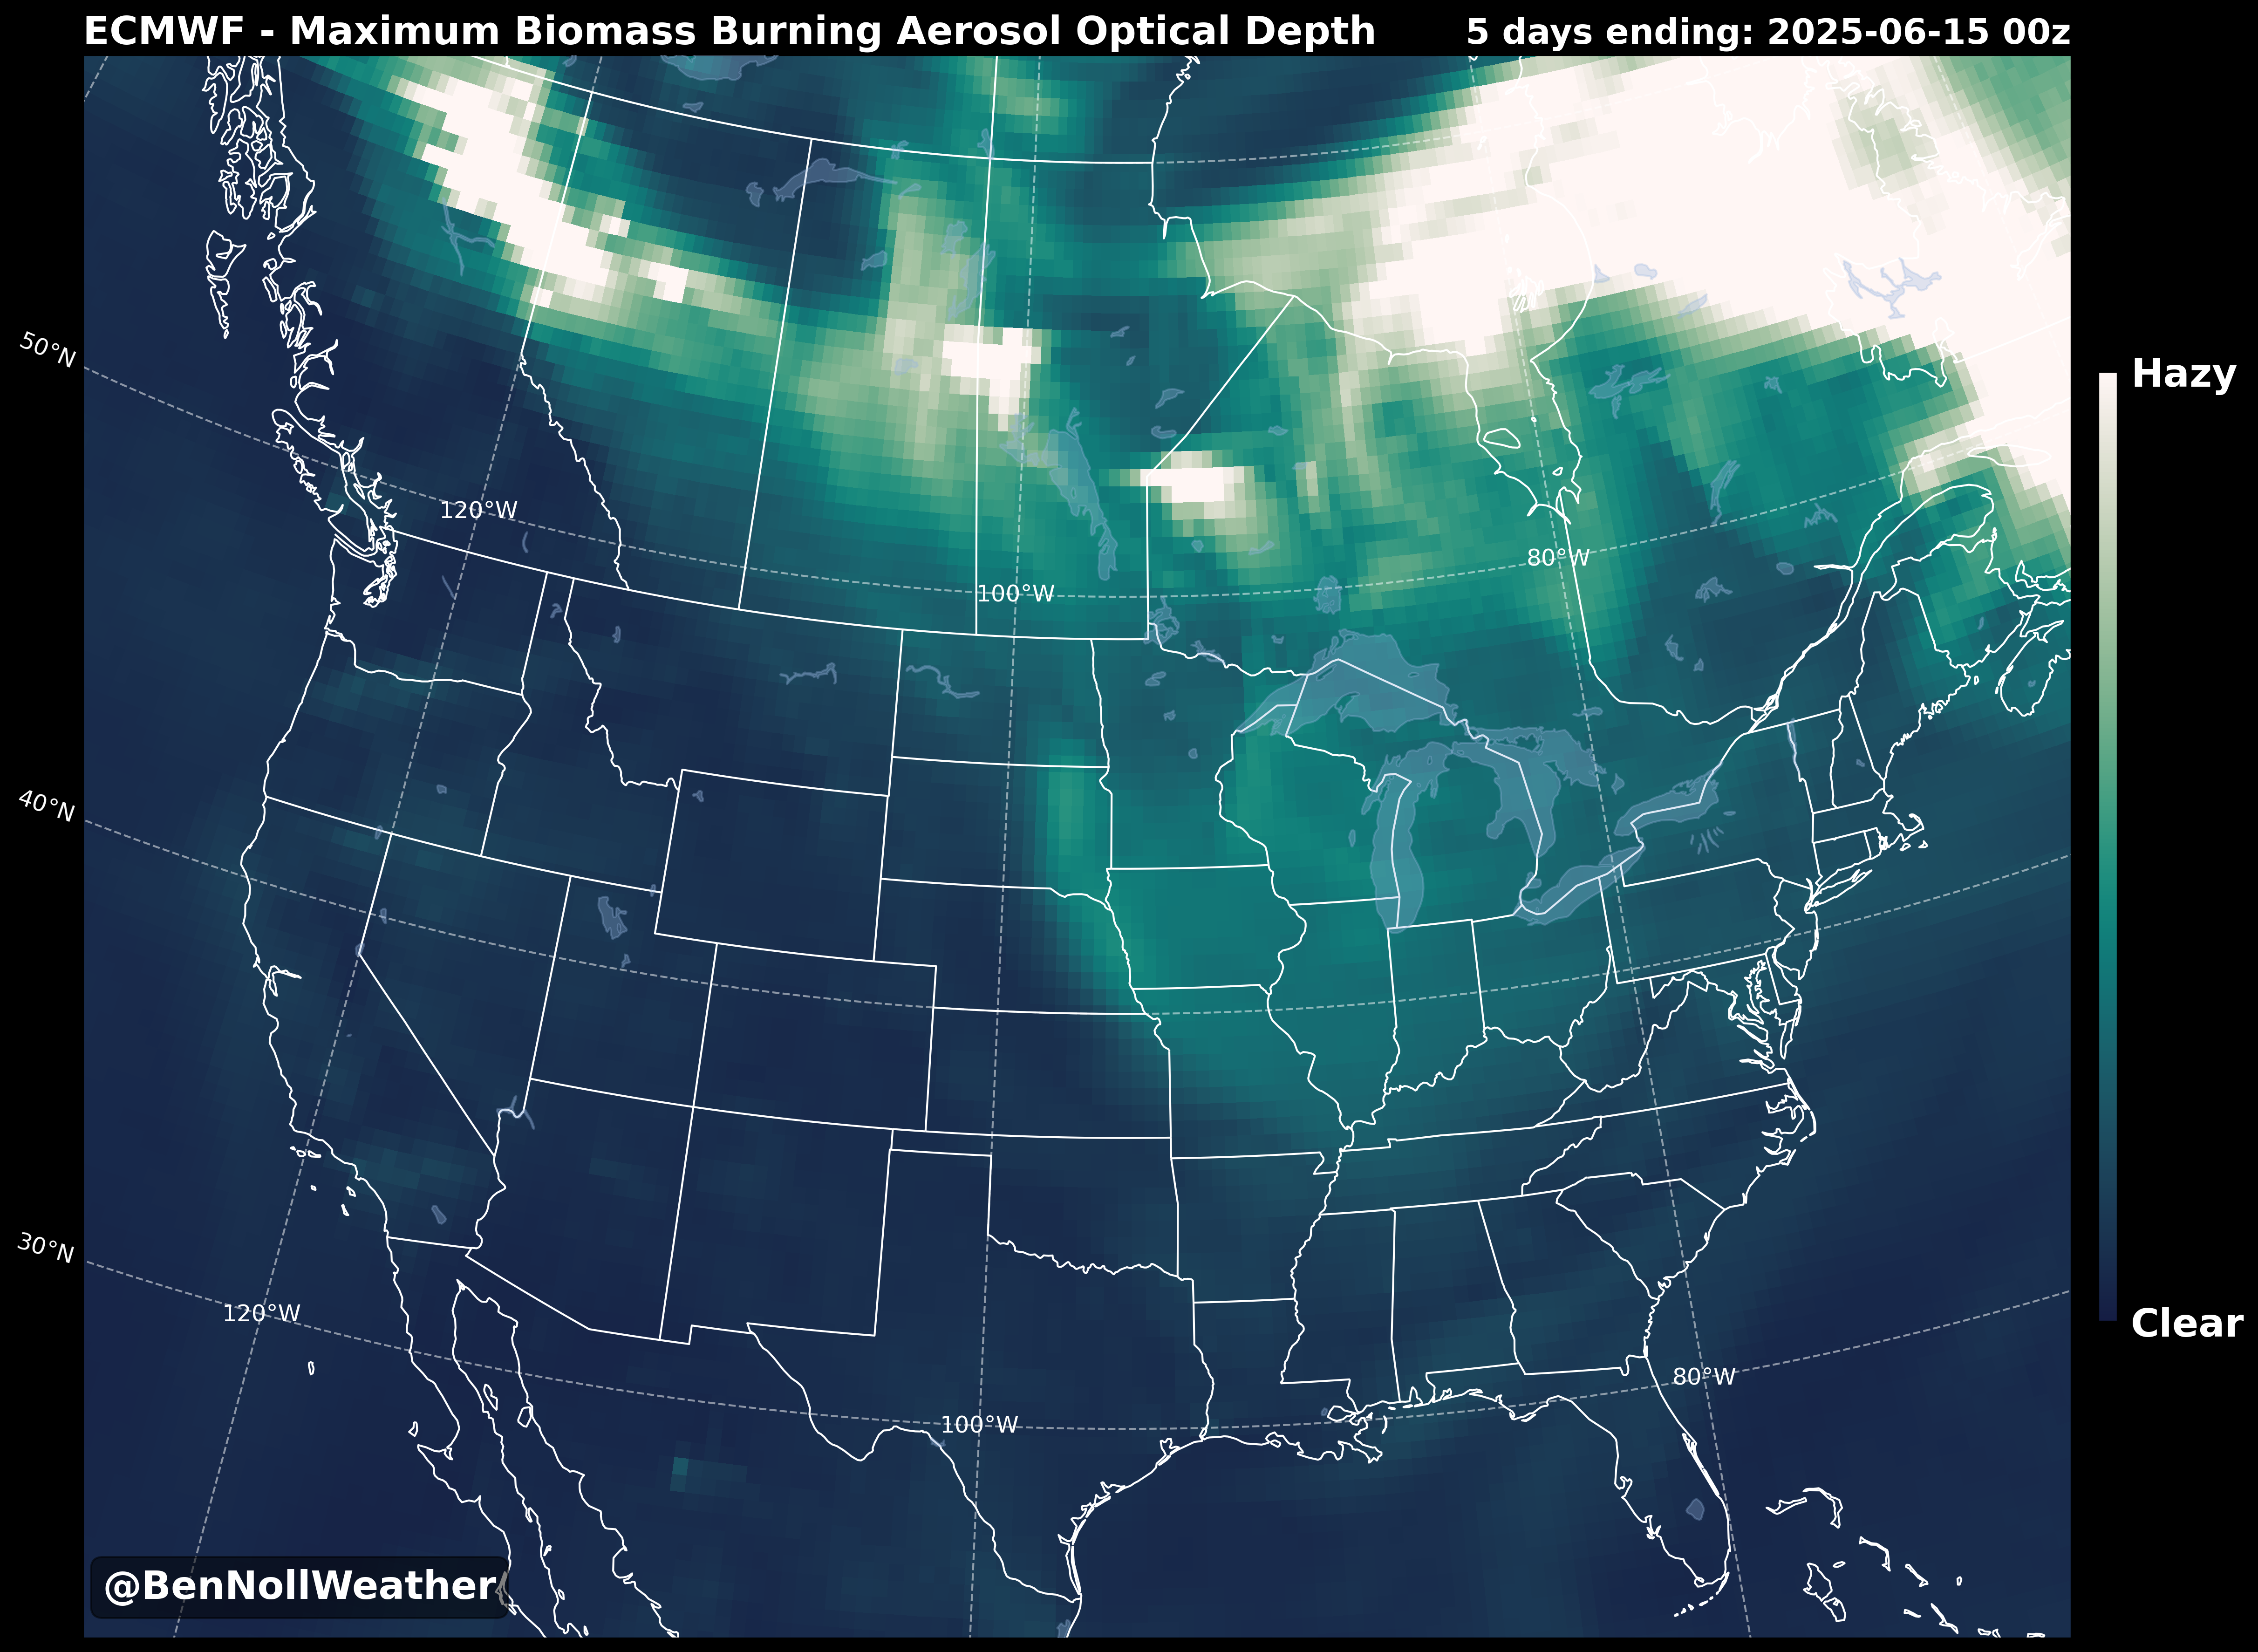 ECMWF - Maximum Biomass Burning Aerosol Optical Depth
5 days ending: 2025-06-15 00z
50°N
Hazy
120°W
80°W
100°W
40°N
30°N
120°W
Clear
80°W
100°W
@BenNollWeather